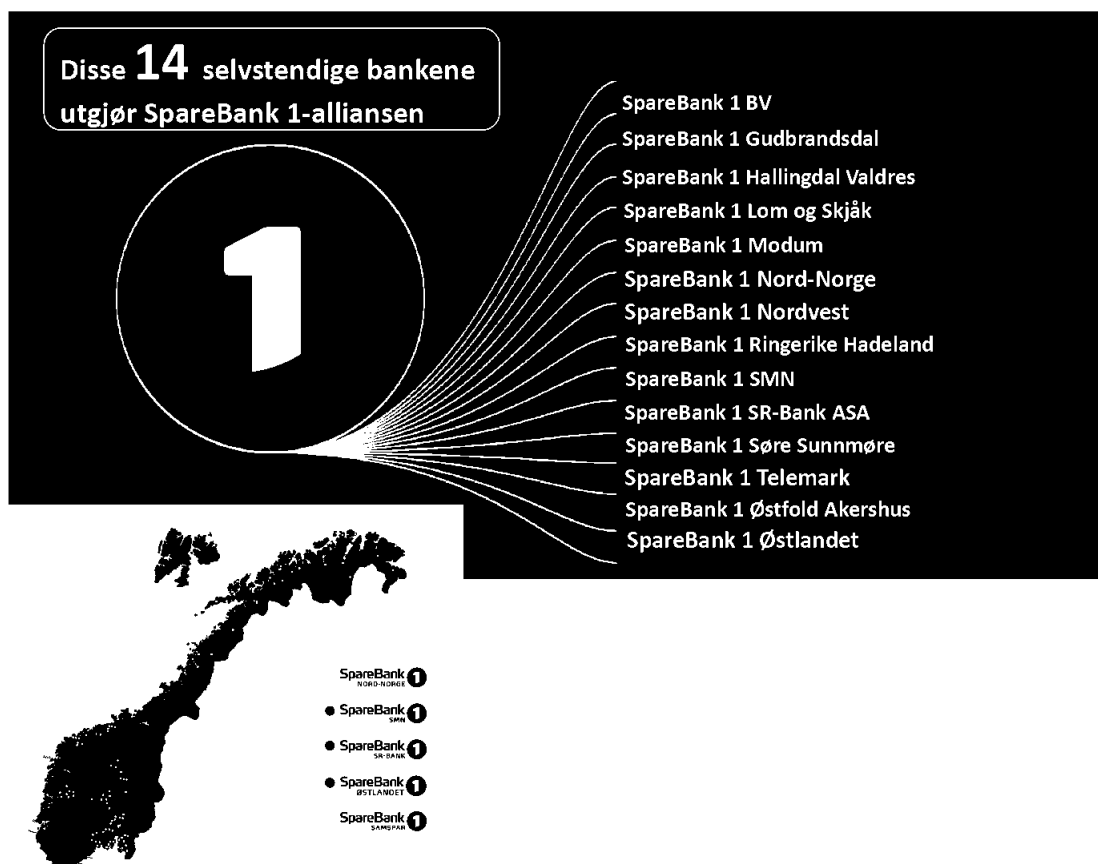 Disse 14 selvstendige bankene
utgjør SpareBank 1-alliansen
1
SpareBank 1 BV
SpareBank 1 Gudbrandsdal
SpareBank 1 Hallingdal Valdres
SpareBank 1 Lom og Skjåk
SpareBank 1 Modum
SpareBank 1 Nord-Norge
SpareBank 1 Nordvest
SpareBank 1 Ringerike Hadeland
SpareBank 1 SMN
SpareBank 1 SR-Bank ASA
SpareBank 1 Søre Sunnmøre
SpareBank 1 Telemark
SpareBank 1 Østfold Akershus
SpareBank 1 Østlandet
SpareBank 1
NORD-NORGE
SpareBank 1
SMN
SpareBank 1
SR-BANK
SpareBank 1
ØSTLANDET
SpareBank 1
SAMSPAR